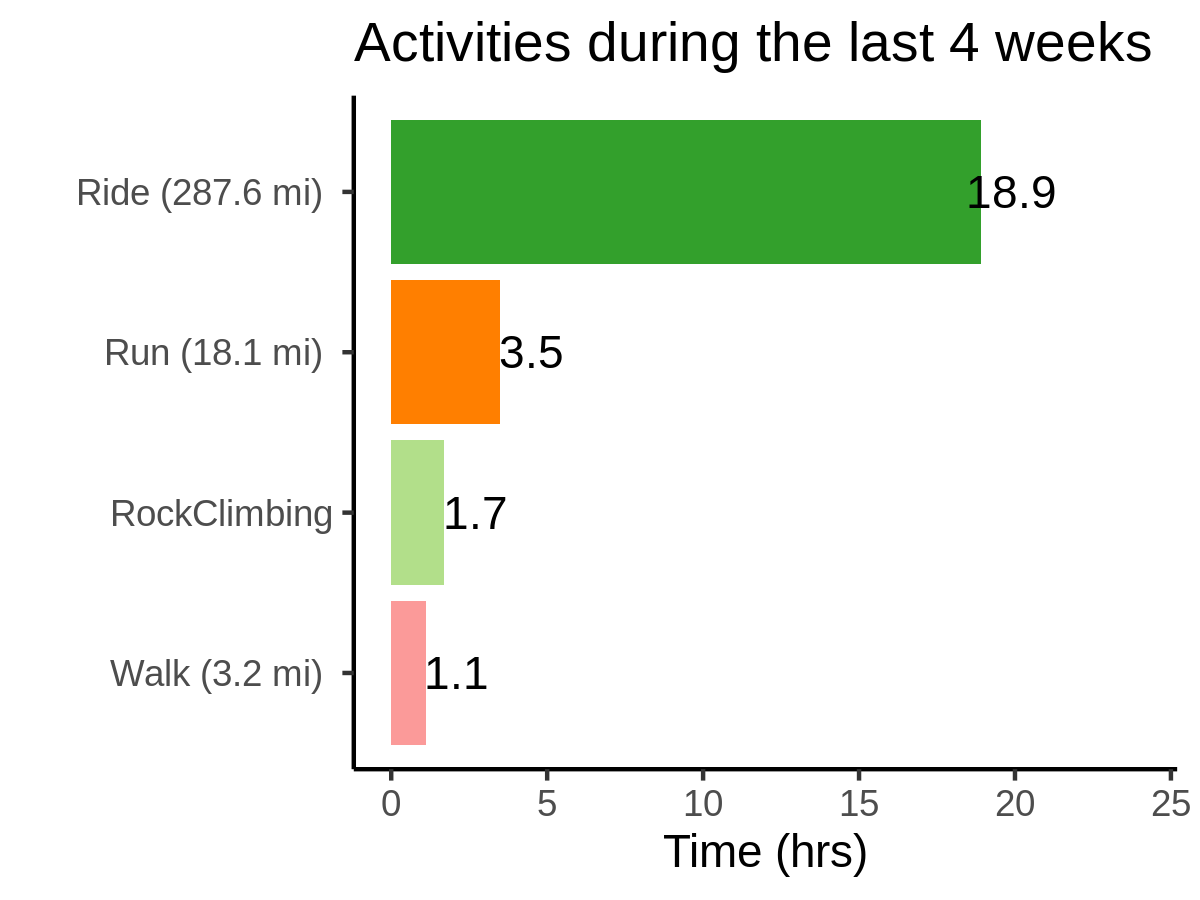 Activities during the last 4 weeks
Ride (287.6 mi)
18.9
Run (18.1 mi)
3.5
RockClimbing
1.7
Walk (3.2 mi)
1.1
0 5 10 15 20 25
Time (hrs)